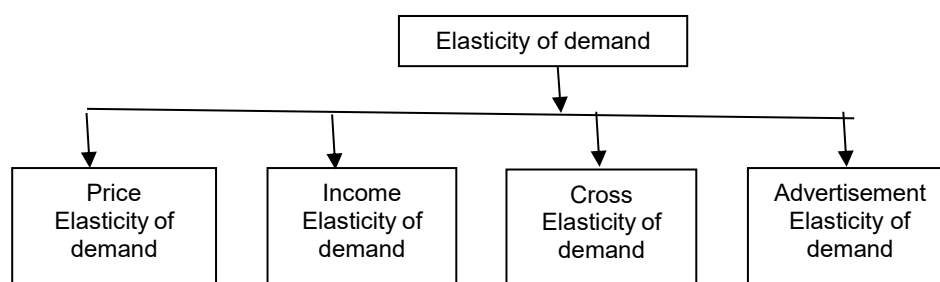 Elasticity of demand
Price
Elasticity of
demand
Income
Elasticity of
demand
Cross
Elasticity of
demand
Advertisement
Elasticity of
demand